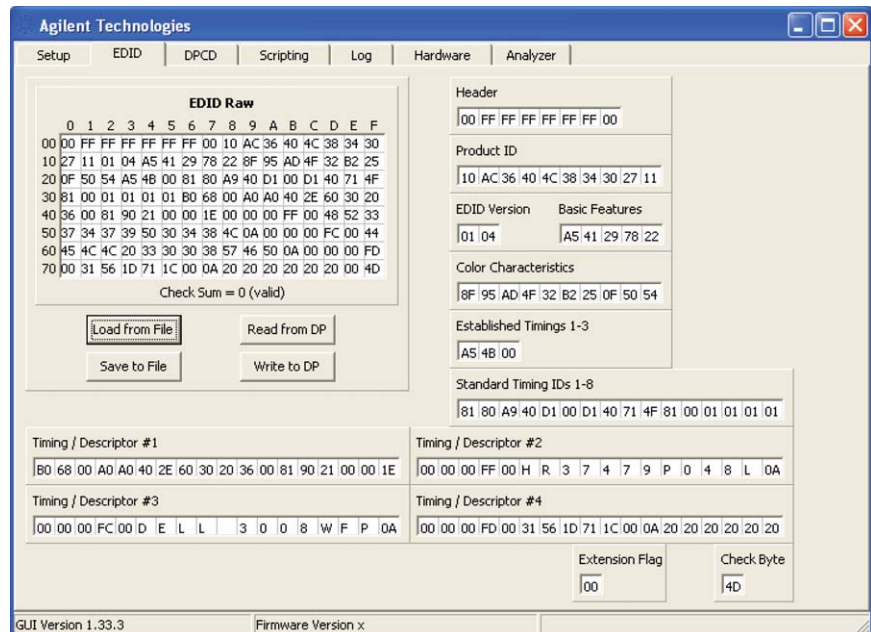 Agilent Technologies
Setup EDID DPCD Scripting Log Hardware Analyzer
EDID Raw
0 1 2 3 4 5 6 7 8 9 A B C D E F
00 00 FF FF FF FF FF FF 00 10 AC 36 40 4C 38 34 30
10 27 11 01 04 A5 41 29 78 22 8F 95 AD 4F 32 B2 25
20 0F 50 54 A5 4B 00 81 80 A9 40 D1 00 D1 40 71 4F
30 81 00 01 01 01 01 B0 68 00 A0 A0 40 2E 60 30 20
40 36 00 81 90 21 00 00 1E 00 00 00 FF 00 48 52 33
50 37 34 37 39 50 30 34 38 4C 0A 00 00 00 FC 00 44
60 45 4C 4C 20 33 30 30 38 57 46 50 0A 00 00 00 FD
70 00 31 56 1D 71 1C 00 0A 20 20 20 20 20 20 00 4D
Check Sum = 0 (valid)
Load from File Read from DP
Save to File Write to DP
Header
00 FF FF FF FF FF FF 00
Product ID
10 AC 36 40 4C 38 34 30 27 11
EDID Version Basic Features
01 04 A5 41 29 78 22
Color Characteristics
8F 95 AD 4F 32 B2 25 0F 50 54
Established Timings 1-3
A5 4B 00
Standard Timing IDs 1-8
81 80 A9 40 D1 00 D1 40 71 4F 81 00 01 01 01 01
Timing / Descriptor #1
B0 68 00 A0 A0 40 2E 60 30 20 36 00 81 90 21 00 00 1E
Timing / Descriptor #2
00 00 00 FF 00 H R 3 7 4 7 9 P 0 4 8 L 0A
Timing / Descriptor #3
00 00 00 FC 00 D E L L 3 0 0 8 W F P 0A
Timing / Descriptor #4
00 00 00 FD 00 31 56 1D 71 1C 00 0A 20 20 20 20 20 20
Extension Flag Check Byte
00 4D
GUI Version 1.33.3 Firmware Version x